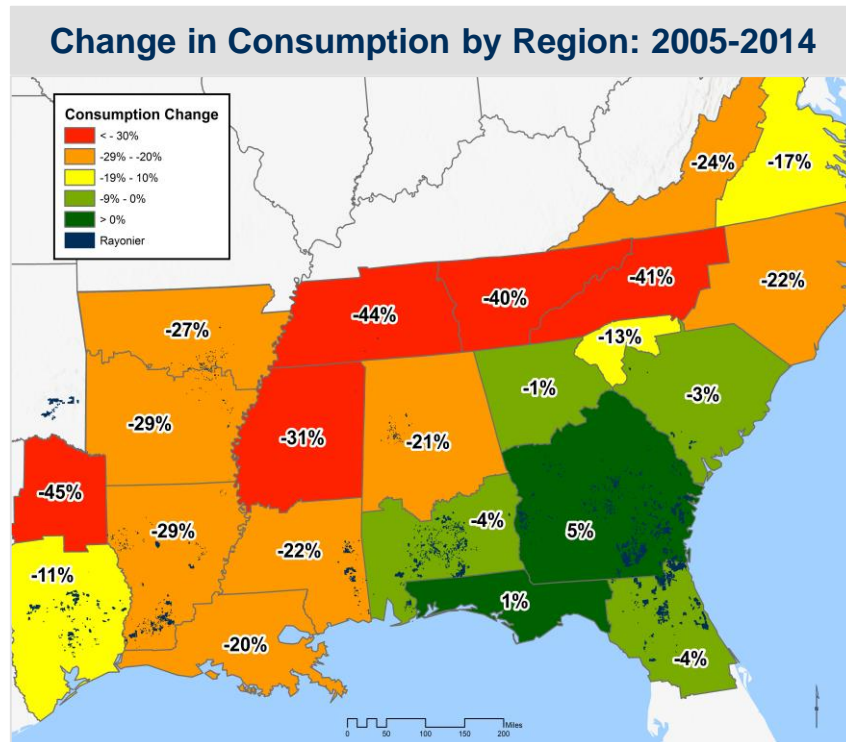 Change in Consumption by Region: 2005-2014
Consumption Change
< - 30%
-29% - -20%
-19% - 10%
-9% - 0%
> 0%
Rayonier
-24%
-17%
-41%
-40%
-44%
-22%
-27%
-13%
-1%
-3%
-29%
-31%
-21%
-45%
-29%
-4%
5%
-22%
-11%
1%
-20%
-4%
Miles
0 50 100 150 200